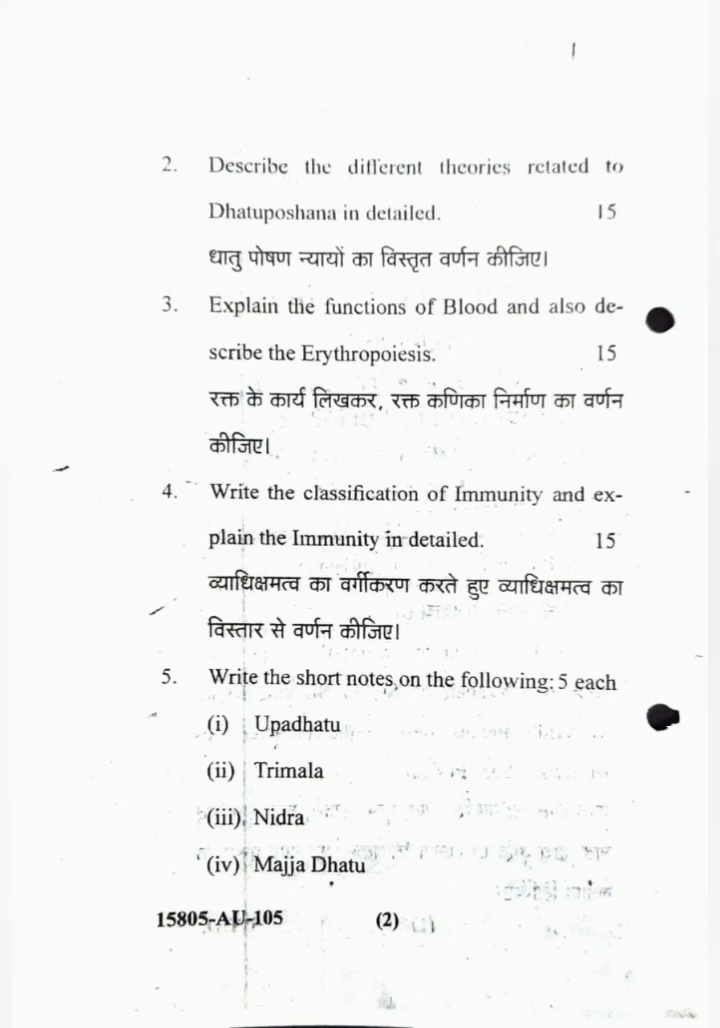 2. Describe the different theories retated to
Dhatuposhana in detailed. 15
धातु पोषण न्यायों का विस्तृत वर्णन कीजिए।
3. Explain the functions of Blood and also de-
scribe the Erythropoiesis. 15
रक्त के कार्य लिखकर, रक्त कणिका निर्माण का वर्णन
कीजिए।
4. Write the classification of Immunity and ex-
plain the Immunity in detailed. 15
व्याधिक्षमत्व का वर्गीकरण करते हुए व्याधिक्षमत्व का
विस्तार से वर्णन कीजिए।
5. Write the short notes on the following: 5 each
(i) Upadhatu
(ii) Trimala
(iii) Nidra
(iv) Majja Dhatu
15805-AU-105 (2)